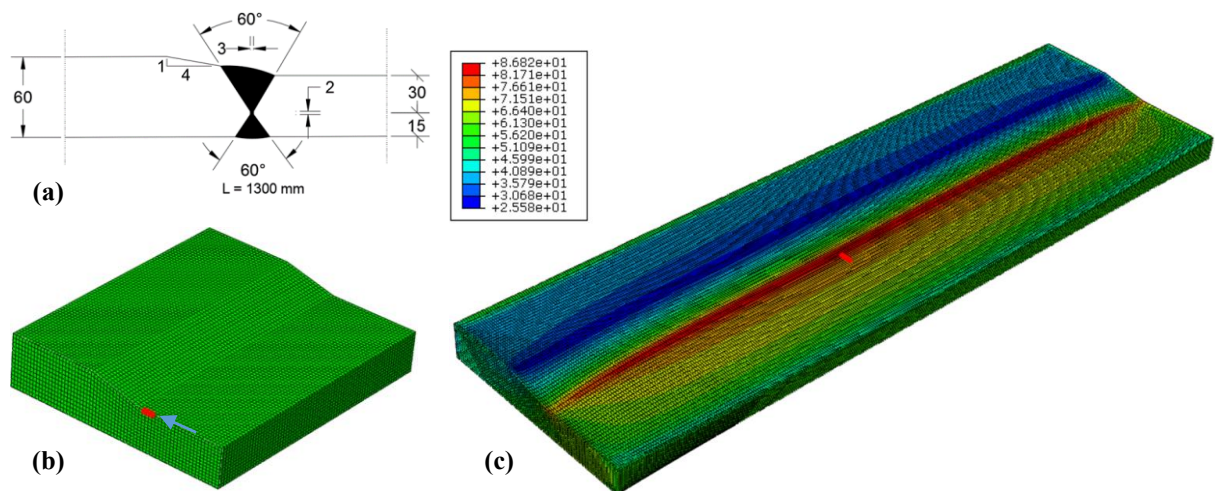 60°
3
1
4
60
2
30
15
60°
L = 1300 mm
(a)
+8.682e+01
+8.171e+01
+7.661e+01
+7.151e+01
+6.640e+01
+6.130e+01
+5.620e+01
+5.109e+01
+4.599e+01
+4.089e+01
+3.579e+01
+3.068e+01
+2.558e+01
(b)
(c)